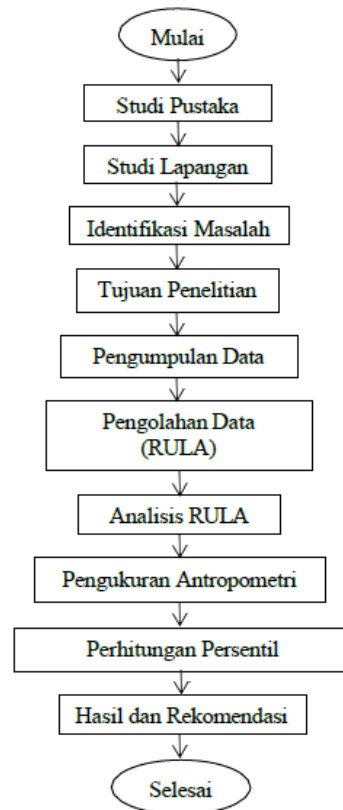 Mulai
Studi Pustaka
Studi Lapangan
Identifikasi Masalah
Tujuan Penelitian
Pengumpulan Data
Pengolahan Data
(RULA)
Analisis RULA
Pengukuran Antropometri
Perhitungan Persentil
Hasil dan Rekomendasi
Selesai